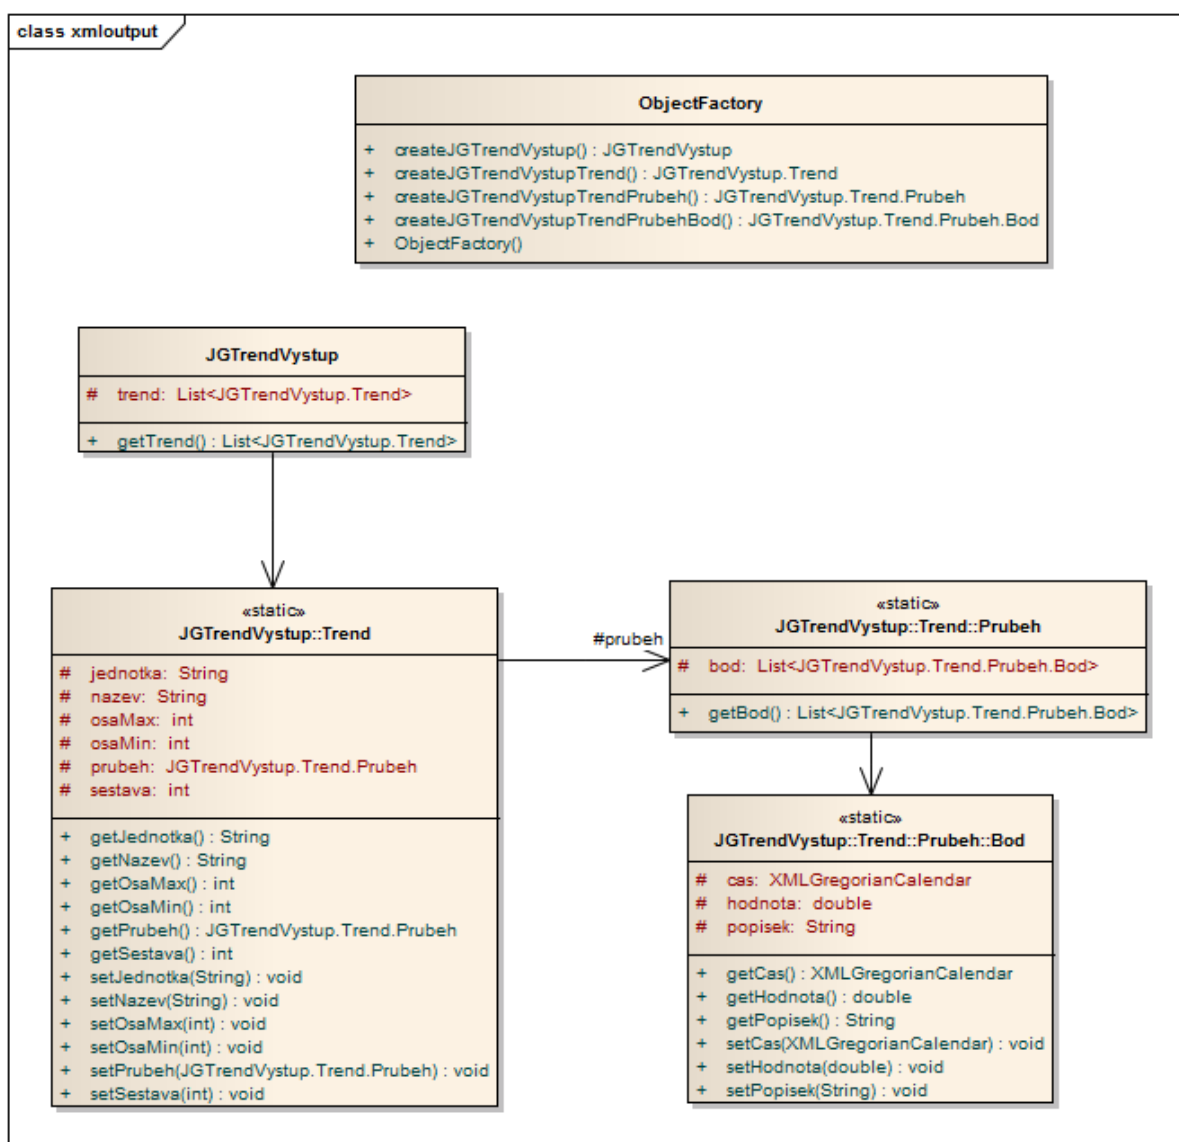 class xmloutput
ObjectFactory
+ createJGTrendVystup() : JGTrendVystup
+ createJGTrendVystupTrend() : JGTrendVystup.Trend
+ createJGTrendVystupTrendPrubeh() : JGTrendVystup.Trend.Prubeh
+ createJGTrendVystupTrendPrubehBod() : JGTrendVystup.Trend.Prubeh.Bod
+ ObjectFactory()
JGTrendVystup
# trend: List<JGTrendVystup.Trend>
+ getTrend() : List<JGTrendVystup.Trend>
«static»
JGTrendVystup::Trend
# jednotka: String
# nazev: String
# osaMax: int
# osaMin: int
# prubeh: JGTrendVystup.Trend.Prubeh
# sestava: int
+ getJednotka() : String
+ getNazev() : String
+ getOsaMax() : int
+ getOsaMin() : int
+ getPrubeh() : JGTrendVystup.Trend.Prubeh
+ getSestava() : int
+ setJednotka(String) : void
+ setNazev(String) : void
+ setOsaMax(int) : void
+ setOsaMin(int) : void
+ setPrubeh(JGTrendVystup.Trend.Prubeh) : void
+ setSestava(int) : void
#prubeh
«static»
JGTrendVystup::Trend::Prubeh
# bod: List<JGTrendVystup.Trend.Prubeh.Bod>
+ getBod() : List<JGTrendVystup.Trend.Prubeh.Bod>
«static»
JGTrendVystup::Trend::Prubeh::Bod
# cas: XMLGregorianCalendar
# hodnota: double
# popisek: String
+ getCas() : XMLGregorianCalendar
+ getHodnota() : double
+ getPopisek() : String
+ setCas(XMLGregorianCalendar) : void
+ setHodnota(double) : void
+ setPopisek(String) : void